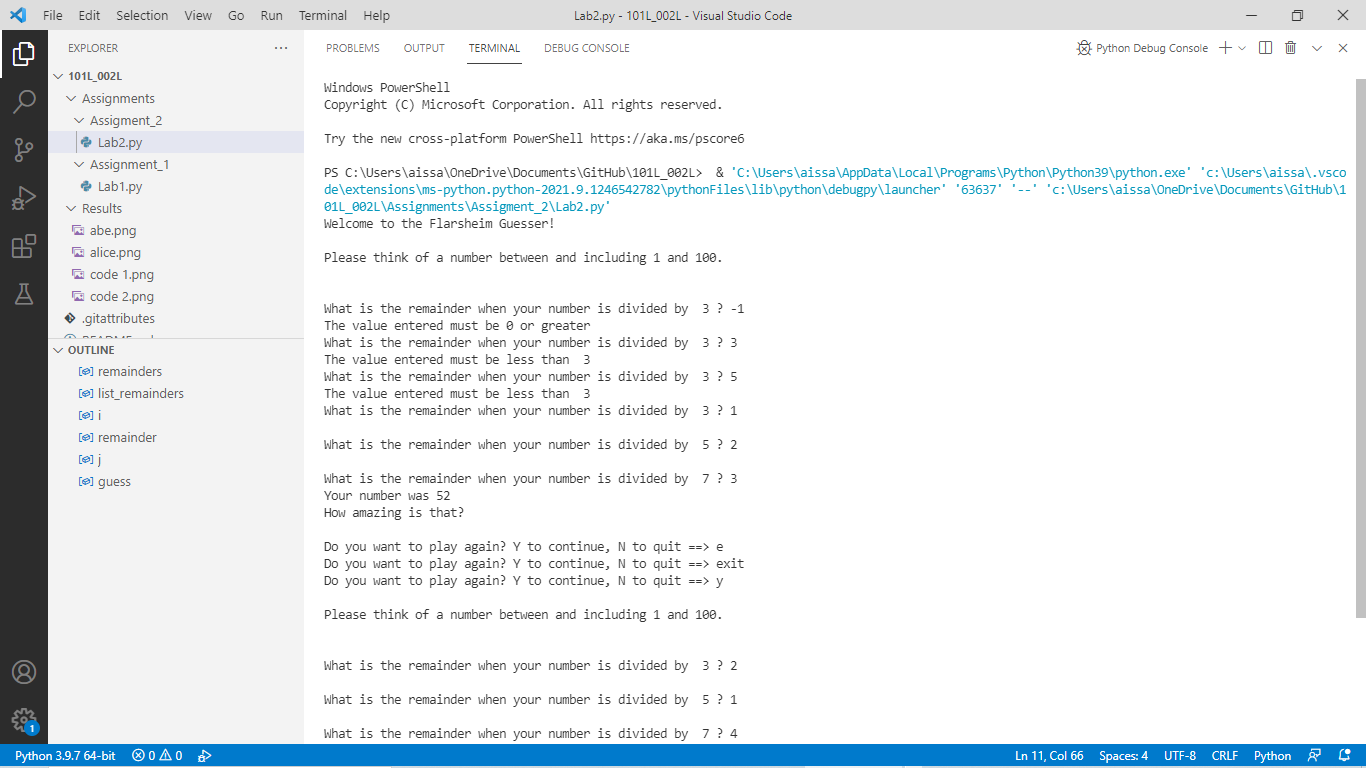 File Edit Selection View Go Run Terminal Help Lab2.py - 101L_002L - Visual Studio Code
EXPLORER
101L_002L
Assignments
Assigment_2
Lab2.py
Assignment_1
Lab1.py
Results
abe.png
alice.png
code 1.png
code 2.png
.gitattributes
OUTLINE
remainders
list_remainders
i
remainder
j
guess
PROBLEMS OUTPUT TERMINAL DEBUG CONSOLE Python Debug Console
Windows PowerShell
Copyright (C) Microsoft Corporation. All rights reserved.
Try the new cross-platform PowerShell https://aka.ms/pscore6
PS C:\Users\aissa\OneDrive\Documents\GitHub\101L_002L>  & 'C:\Users\aissa\AppData\Local\Programs\Python\Python39\python.exe' 'c:\Users\aissa\.vsco
de\extensions\ms-python.python-2021.9.1246542782\pythonFiles\lib\python\debugpy\launcher' '63637' '--' 'c:\Users\aissa\OneDrive\Documents\GitHub\1
01L_002L\Assignments\Assigment_2\Lab2.py'
Welcome to the Flarsheim Guesser!
Please think of a number between and including 1 and 100.
What is the remainder when your number is divided by  3 ? -1
The value entered must be 0 or greater
What is the remainder when your number is divided by  3 ? 3
The value entered must be less than  3
What is the remainder when your number is divided by  3 ? 5
The value entered must be less than  3
What is the remainder when your number is divided by  3 ? 1
What is the remainder when your number is divided by  5 ? 2
What is the remainder when your number is divided by  7 ? 3
Your number was 52
How amazing is that?
Do you want to play again? Y to continue, N to quit ==> e
Do you want to play again? Y to continue, N to quit ==> exit
Do you want to play again? Y to continue, N to quit ==> y
Please think of a number between and including 1 and 100.
What is the remainder when your number is divided by  3 ? 2
What is the remainder when your number is divided by  5 ? 1
What is the remainder when your number is divided by  7 ? 4
1
Python 3.9.7 64-bit 0 0 Ln 11, Col 66 Spaces: 4 UTF-8 CRLF Python